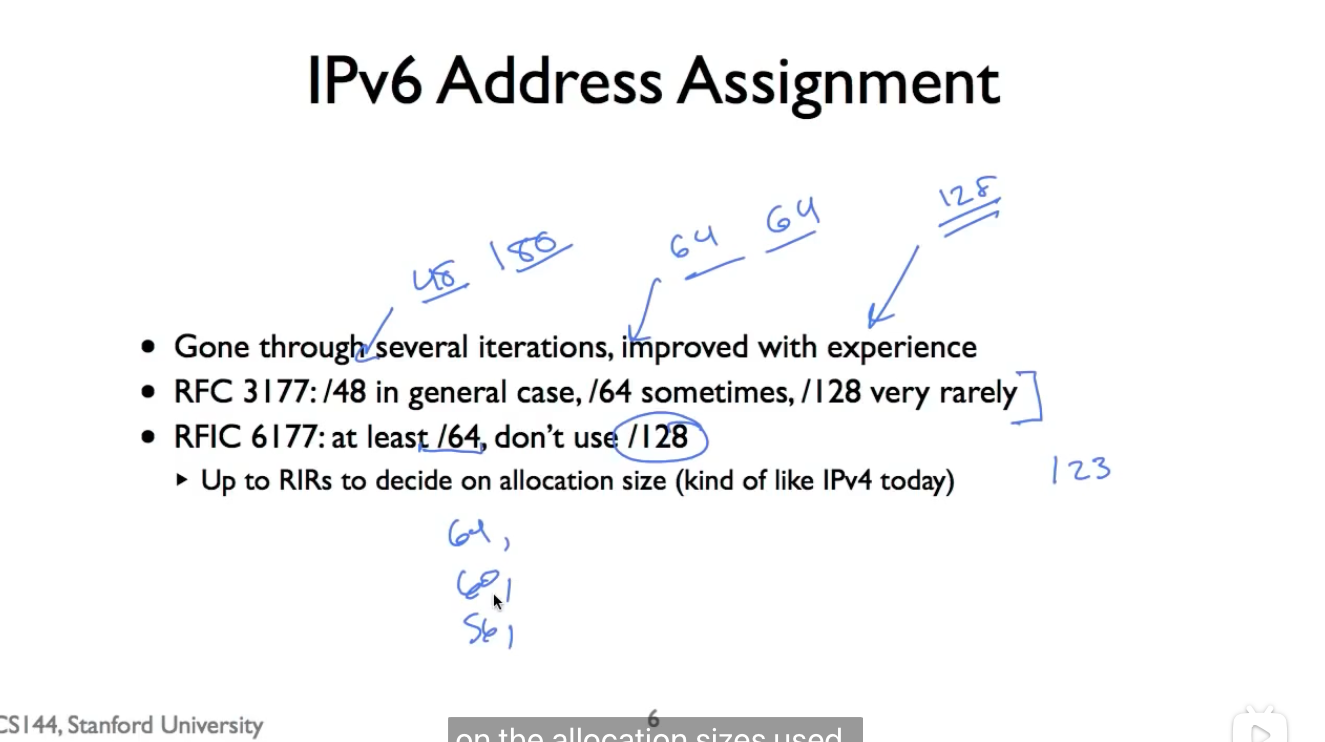 IPv6 Address Assignment
128
64 64
48 180
• Gone through several iterations, improved with experience
• RFC 3177: /48 in general case, /64 sometimes, /128 very rarely
• RFIC 6177: at least /64, don't use /128
‣ Up to RIRs to decide on allocation size (kind of like IPv4 today)
123
64,
60,
56,
CS144, Stanford University
6
on the allocation sizes used